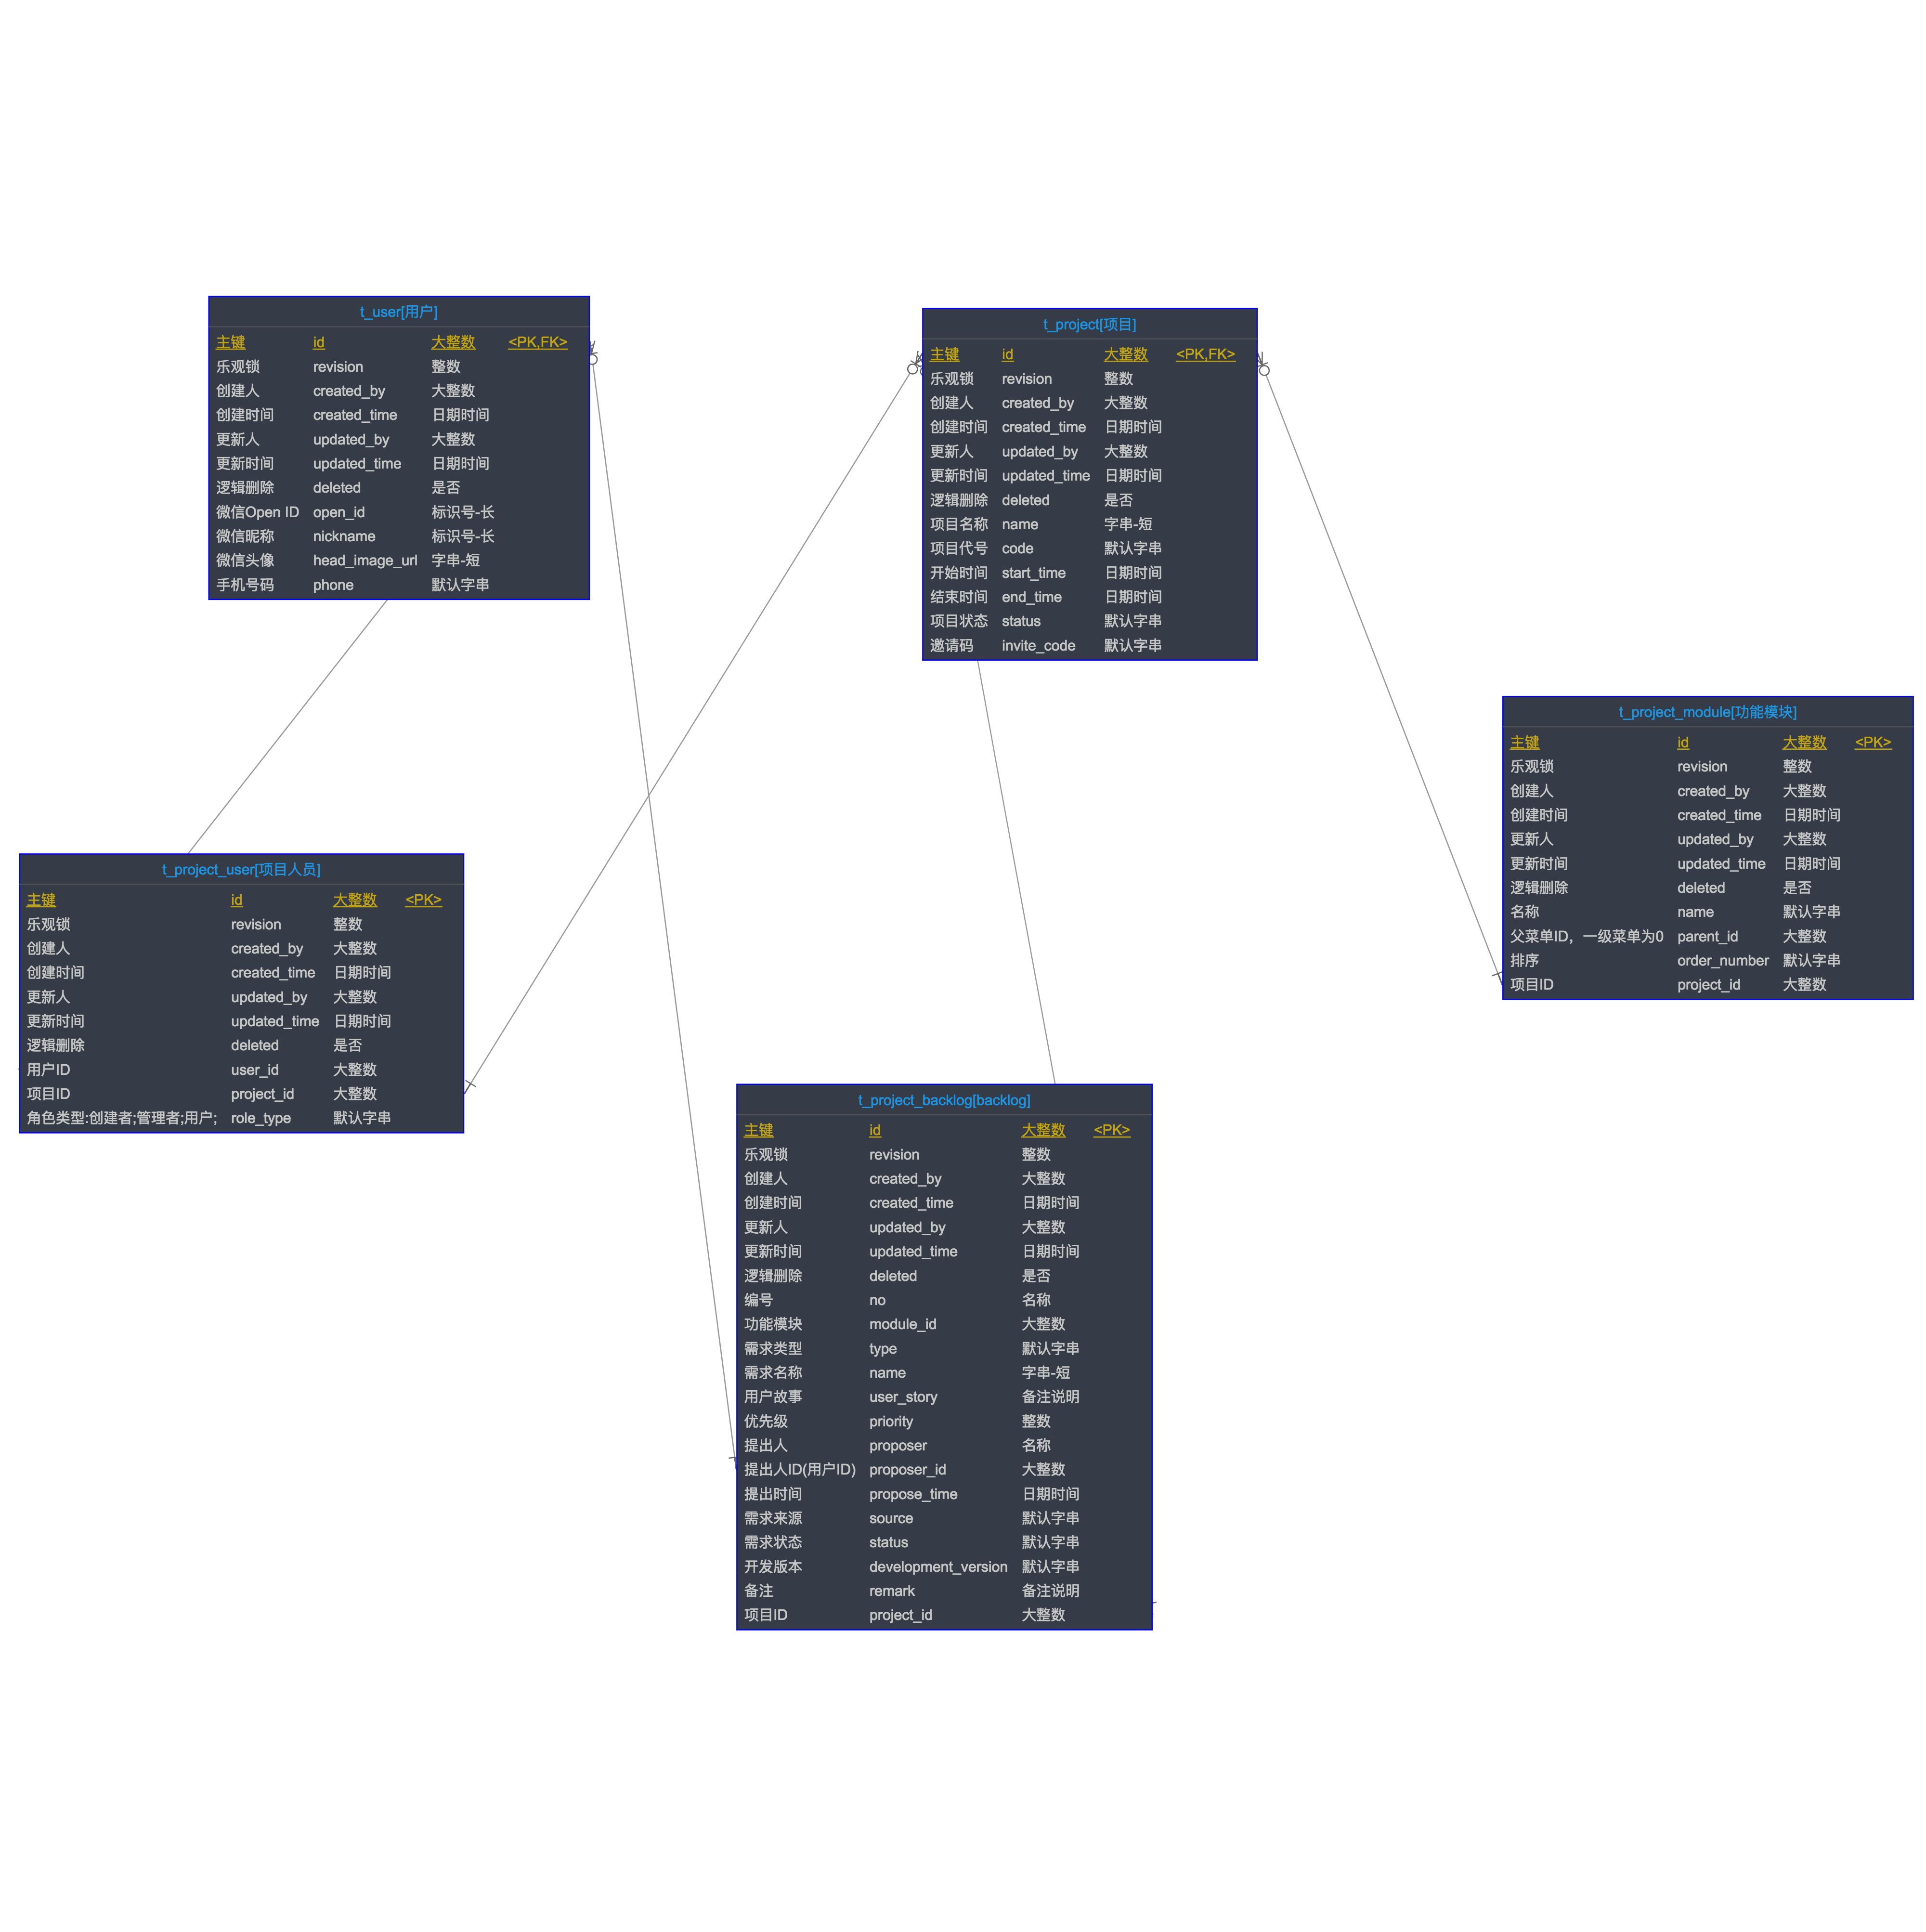 t_user[用户]
主键 id 大整数 <PK,FK>
乐观锁 revision 整数
创建人 created_by 大整数
创建时间 created_time 日期时间
更新人 updated_by 大整数
更新时间 updated_time 日期时间
逻辑删除 deleted 是否
微信Open ID open_id 标识号-长
微信昵称 nickname 标识号-长
微信头像 head_image_url 字串-短
手机号码 phone 默认字串
t_project[项目]
主键 id 大整数 <PK,FK>
乐观锁 revision 整数
创建人 created_by 大整数
创建时间 created_time 日期时间
更新人 updated_by 大整数
更新时间 updated_time 日期时间
逻辑删除 deleted 是否
项目名称 name 字串-短
项目代号 code 默认字串
开始时间 start_time 日期时间
结束时间 end_time 日期时间
项目状态 status 默认字串
邀请码 invite_code 默认字串
t_project_module[功能模块]
主键 id 大整数 <PK>
乐观锁 revision 整数
创建人 created_by 大整数
创建时间 created_time 日期时间
更新人 updated_by 大整数
更新时间 updated_time 日期时间
逻辑删除 deleted 是否
名称 name 默认字串
父菜单ID，一级菜单为0 parent_id 大整数
排序 order_number 默认字串
项目ID project_id 大整数
t_project_user[项目人员]
主键 id 大整数 <PK>
乐观锁 revision 整数
创建人 created_by 大整数
创建时间 created_time 日期时间
更新人 updated_by 大整数
更新时间 updated_time 日期时间
逻辑删除 deleted 是否
用户ID user_id 大整数
项目ID project_id 大整数
角色类型:创建者;管理者;用户; role_type 默认字串
t_project_backlog[backlog]
主键 id 大整数 <PK>
乐观锁 revision 整数
创建人 created_by 大整数
创建时间 created_time 日期时间
更新人 updated_by 大整数
更新时间 updated_time 日期时间
逻辑删除 deleted 是否
编号 no 名称
功能模块 module_id 大整数
需求类型 type 默认字串
需求名称 name 字串-短
用户故事 user_story 备注说明
优先级 priority 整数
提出人 proposer 名称
提出人ID(用户ID) proposer_id 大整数
提出时间 propose_time 日期时间
需求来源 source 默认字串
需求状态 status 默认字串
开发版本 development_version 默认字串
备注 remark 备注说明
项目ID project_id 大整数